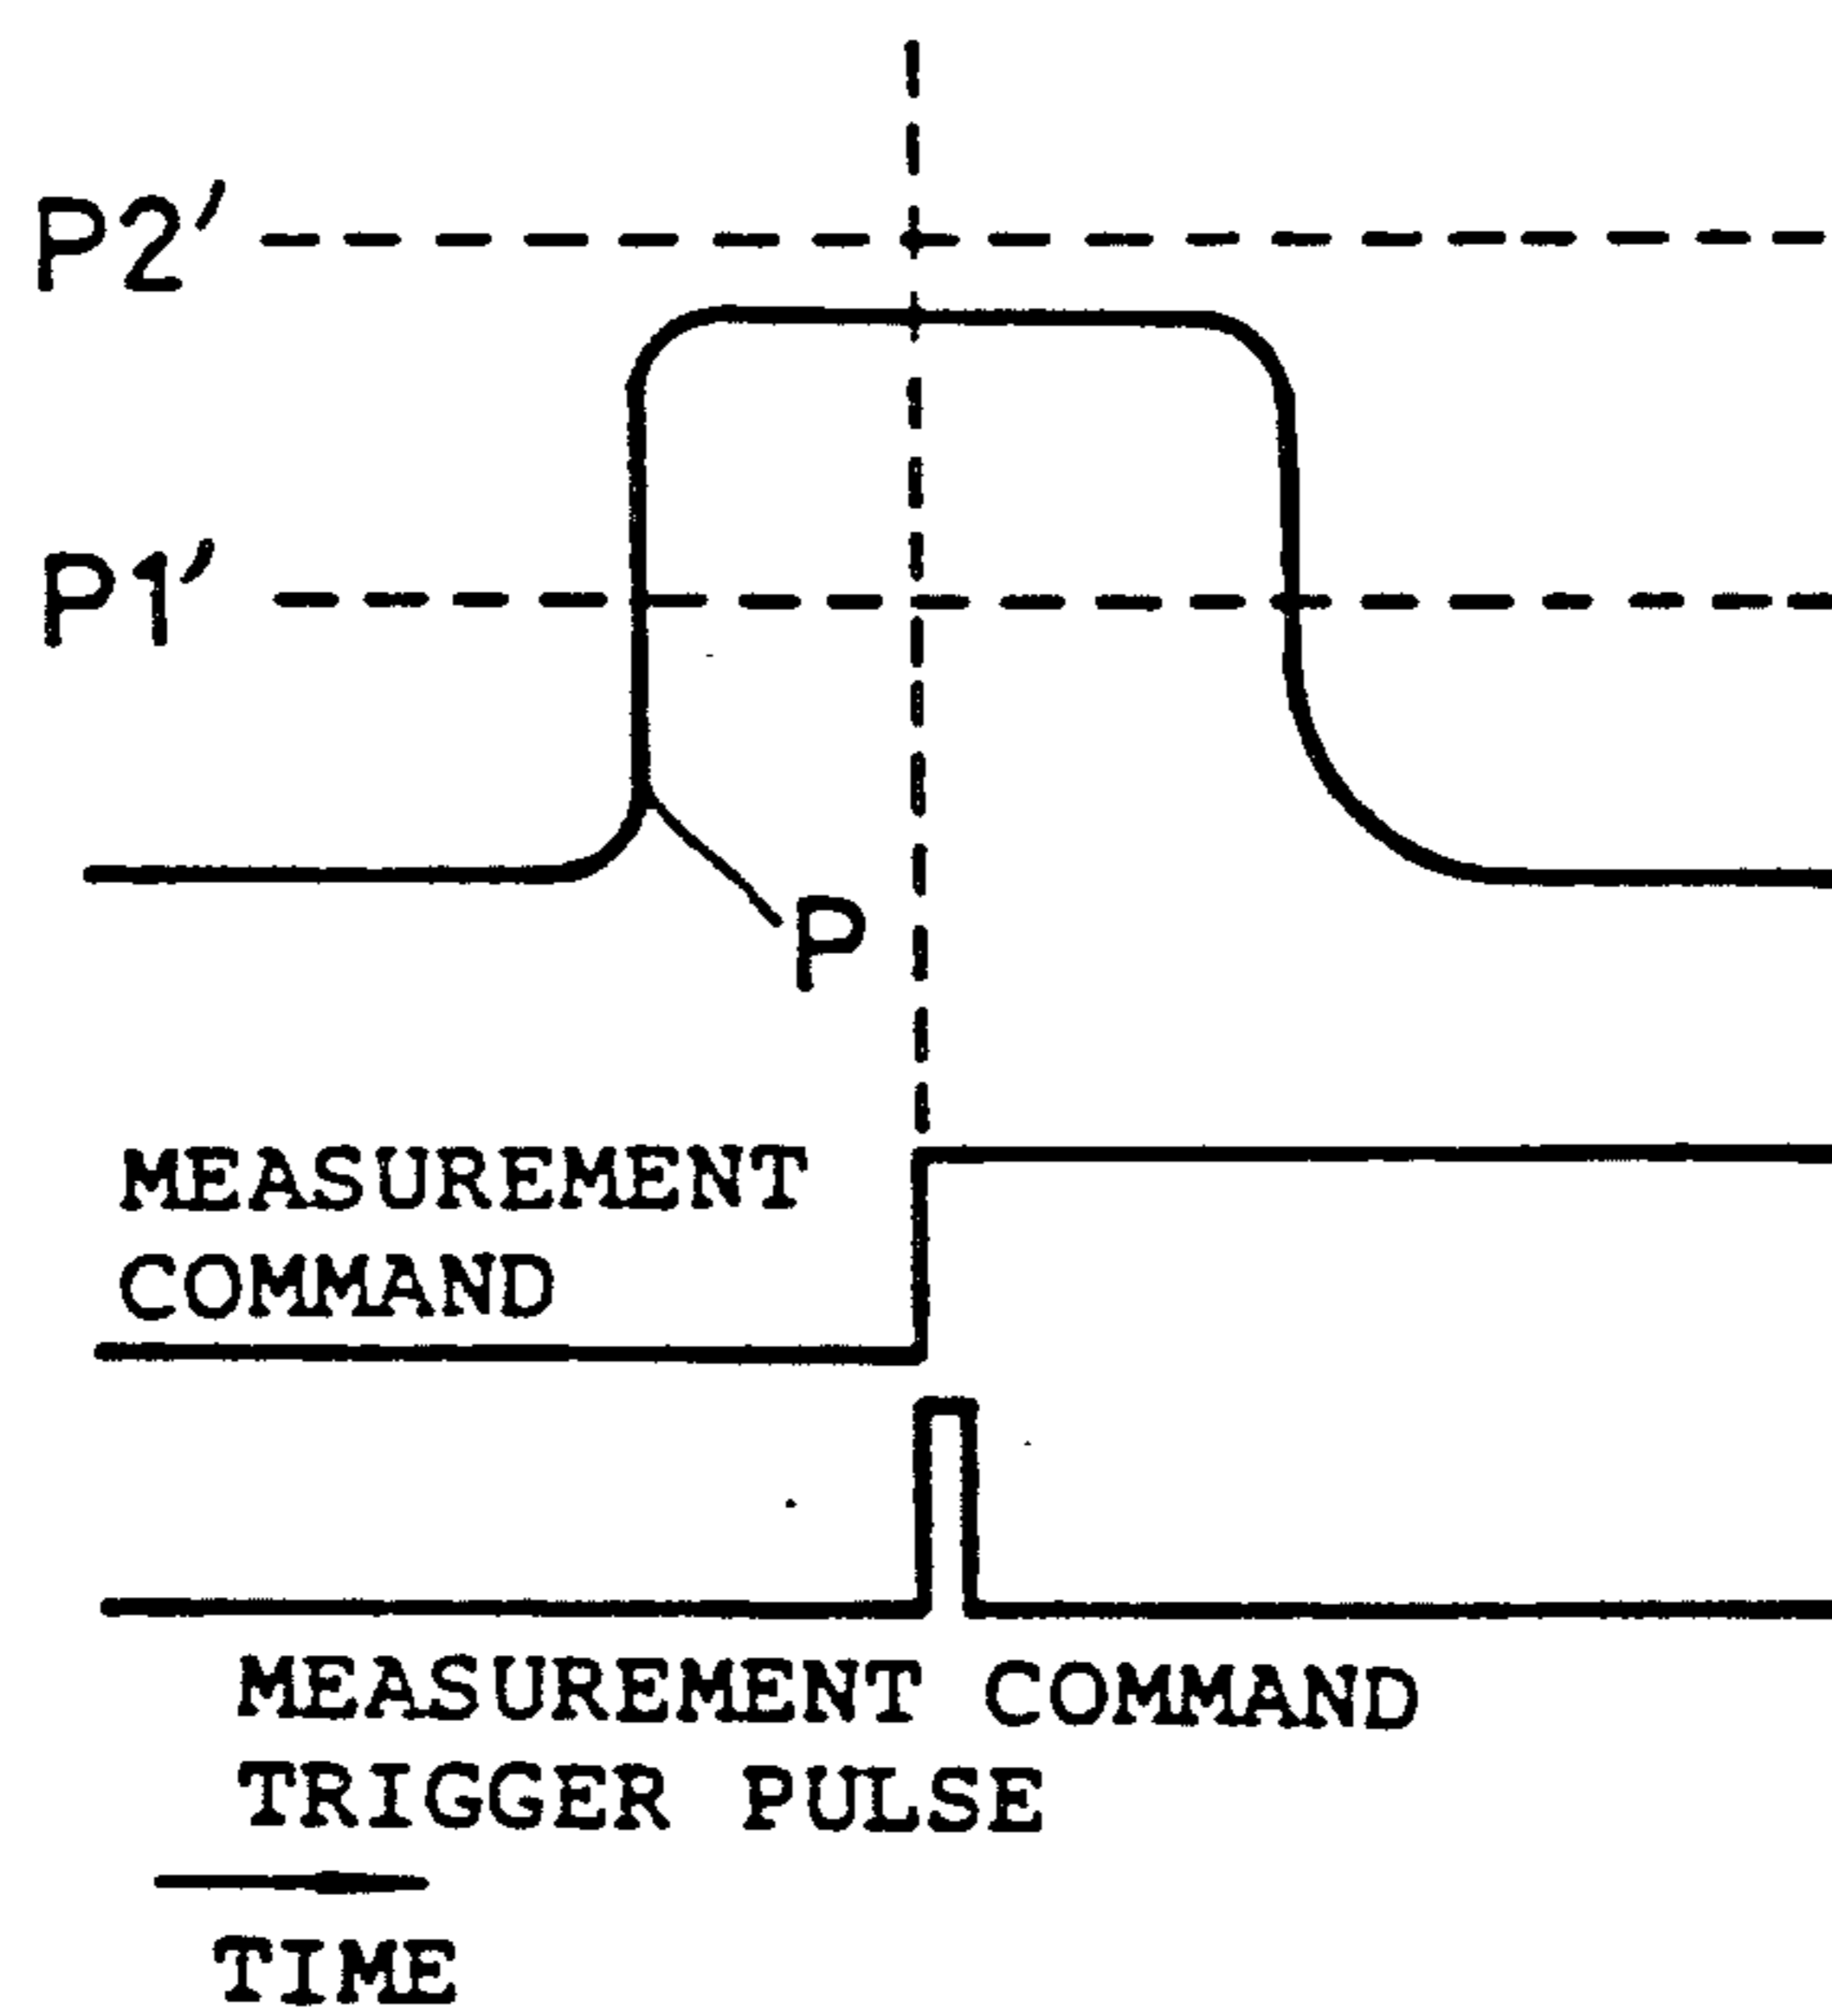 P2′
P1′
P
MEASUREMENT
COMMAND
MEASUREMENT COMMAND
TRIGGER PULSE
TIME